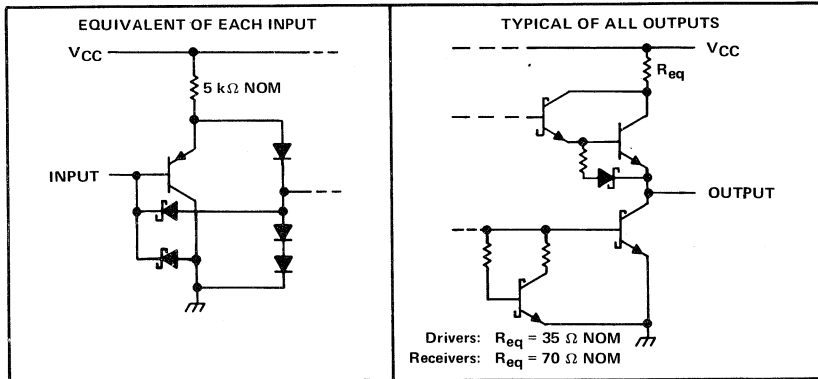 EQUIVALENT OF EACH INPUT
VCC
5 kΩ NOM
INPUT
TYPICAL OF ALL OUTPUTS
VCC
Req
OUTPUT
Drivers: Req = 35 Ω NOM
Receivers: Req = 70 Ω NOM